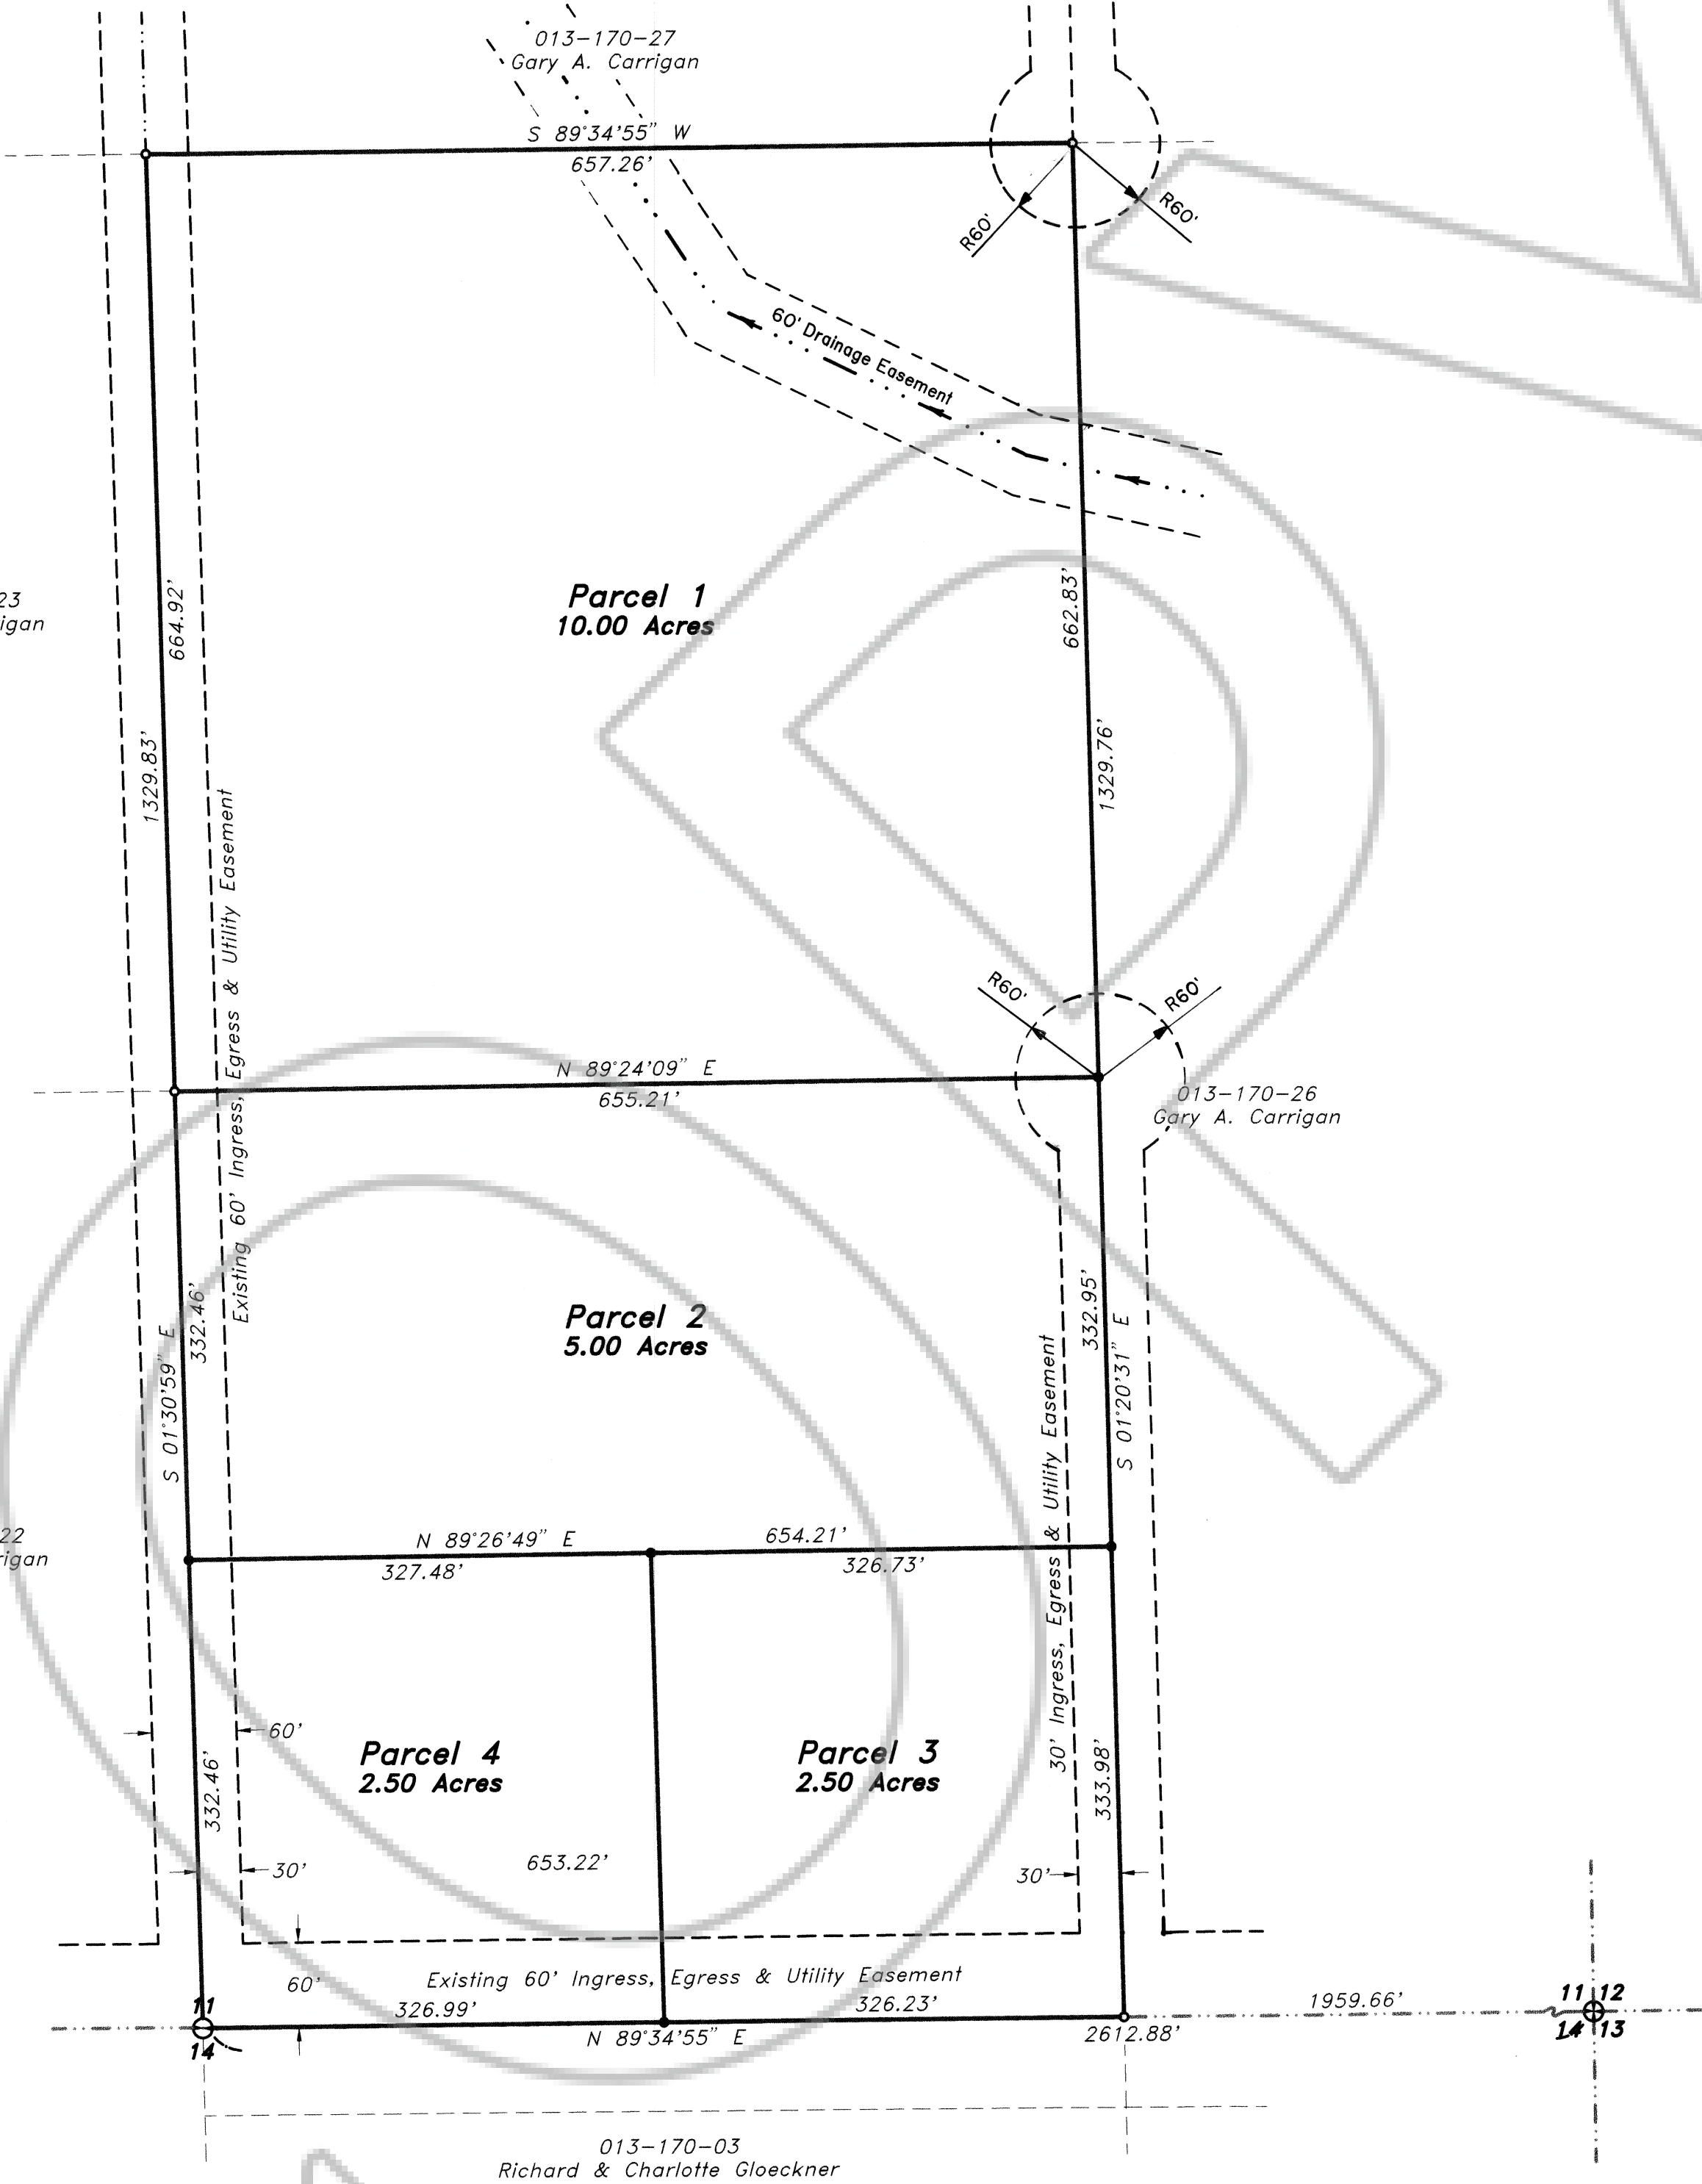 013-170-27
Gary A. Carrigan
S 89°34'55" W
657.26'
R60'
R60'
60' Drainage Easement
23
igan
664.92'
Parcel 1
10.00 Acres
662.83'
1329.83'
1329.76'
Existing 60' Ingress, Egress & Utility Easement
R60'
R60'
N 89°24'09" E
655.21'
013-170-26
Gary A. Carrigan
332.46'
S 01°30'59" E
Parcel 2
5.00 Acres
332.95'
S 01°20'31" E
30' Ingress, Egress & Utility Easement
22
rigan
N 89°26'49" E
654.21'
327.48'
326.73'
60'
Parcel 4
2.50 Acres
Parcel 3
2.50 Acres
332.46'
333.98'
653.22'
30'
30'
60'
Existing 60' Ingress, Egress & Utility Easement
11
326.99'
326.23'
1959.66'
11 12
14 13
14
N 89°34'55" E
2612.88'
013-170-03
Richard & Charlotte Gloeckner